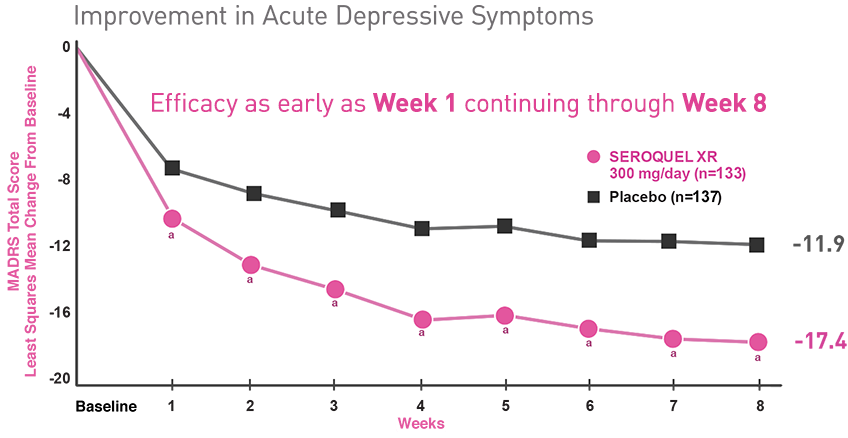 Improvement in Acute Depressive Symptoms
0
-4
-8
-12
-16
-20
MADRS Total Score
Least Squares Mean Change From Baseline
Efficacy as early as Week 1 continuing through Week 8
SEROQUEL XR
300 mg/day (n=133)
Placebo (n=137)
-11.9
-17.4
a
a
a
a
a
a
a
a
Baseline 1 2 3 4 5 6 7 8
Weeks